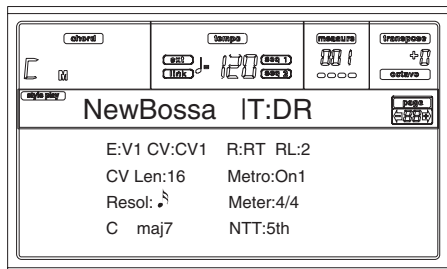 chord tempo measure transpose
C M ext link ♩= 120 seq 1 seq 2 001 +0 octave
style play page
NewBossa IT:DR
E:V1 CV:CV1 R:RT RL:2
CV Len:16 Metro:On1
Resol: Meter:4/4
C maj7 NTT:5th